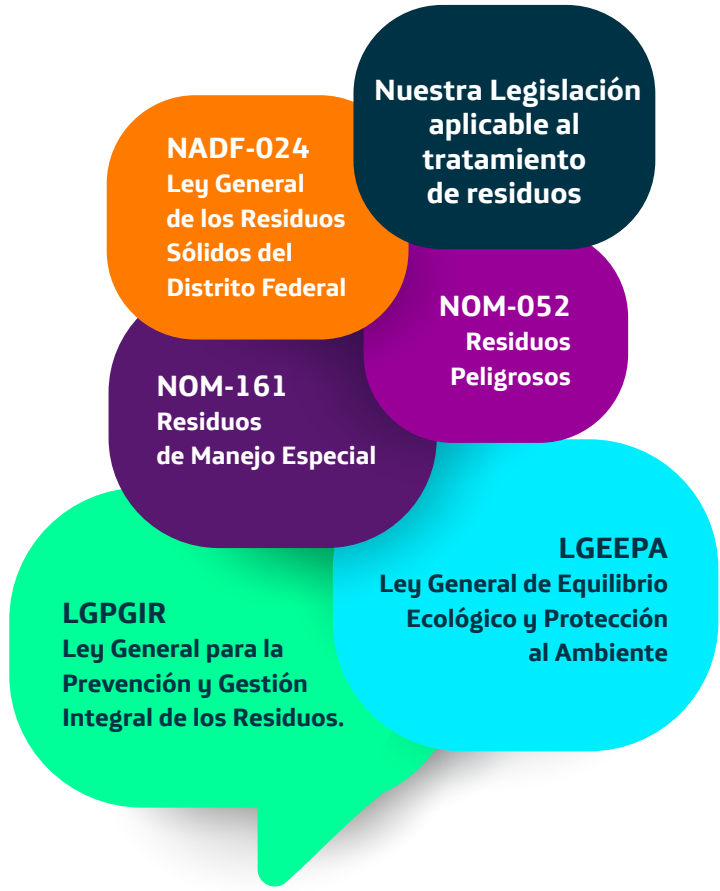 Nuestra Legislación
aplicable al
tratamiento
de residuos
NADF-024
Ley General
de los Residuos
Sólidos del
Distrito Federal
NOM-052
Residuos
Peligrosos
NOM-161
Residuos
de Manejo Especial
LGEEPA
Ley General de Equilibrio
Ecológico y Protección
al Ambiente
LGPGIR
Ley General para la
Prevención y Gestión
Integral de los Residuos.